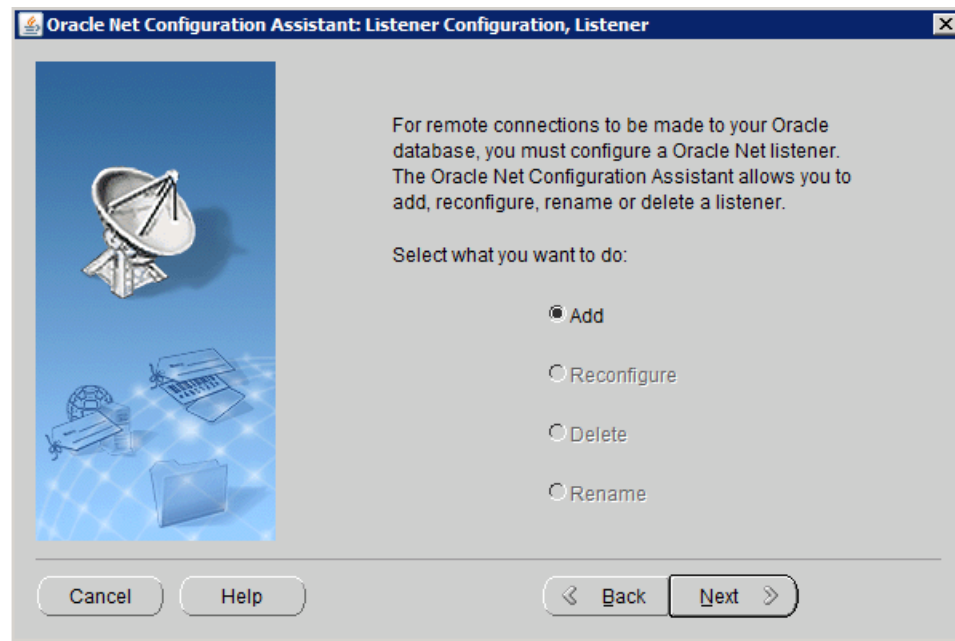 Oracle Net Configuration Assistant: Listener Configuration, Listener
For remote connections to be made to your Oracle
database, you must configure a Oracle Net listener.
The Oracle Net Configuration Assistant allows you to
add, reconfigure, rename or delete a listener.
Select what you want to do:
Add
Reconfigure
Delete
Rename
Cancel Help Back Next